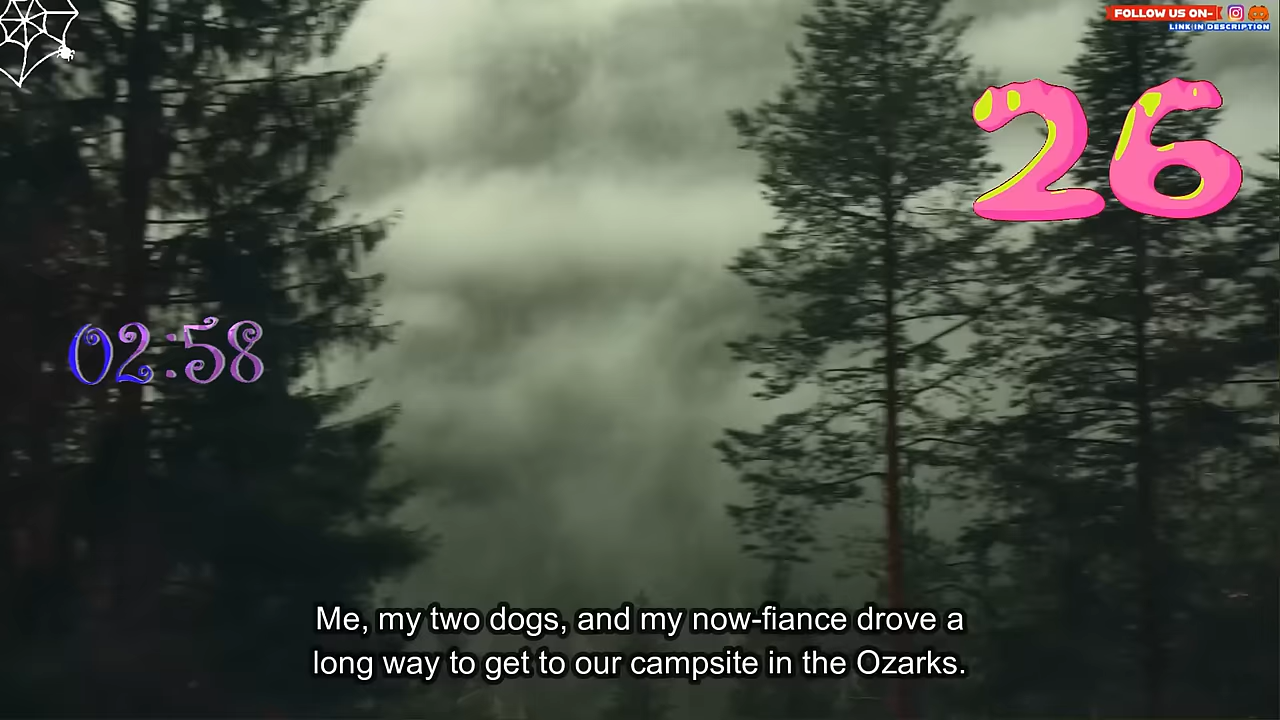 FOLLOW US ON-
LINK IN DESCRIPTION
26
02:58
Me, my two dogs, and my now-fiance drove a
long way to get to our campsite in the Ozarks.